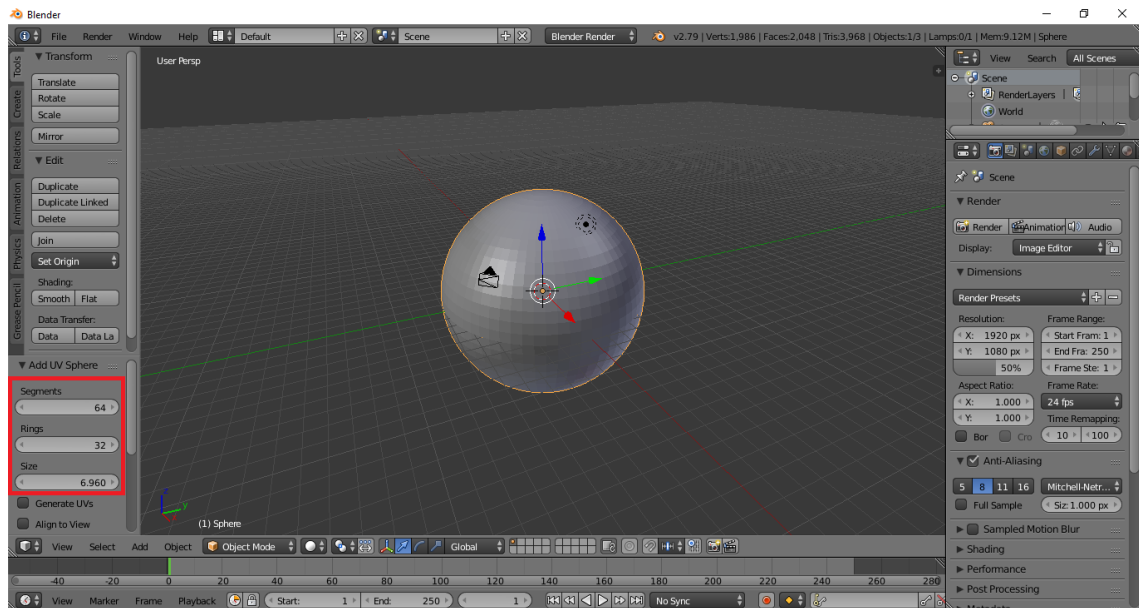 Blender
File Render Window Help Default Scene Blender Render v2.79 | Verts:1,986 | Faces:2,048 | Tris:3,968 | Objects:1/3 | Lamps:0/1 | Mem:9.12M | Sphere
Tools
Create
Relations
Animation
Physics
Grease Pencil
Transform
Translate
Rotate
Scale
Mirror
Edit
Duplicate
Duplicate Linked
Delete
Join
Set Origin
Shading:
Smooth Flat
Data Transfer:
Data Data La
Add UV Sphere
Segments
64
Rings
32
Size
6.960
Generate UVs
Align to View
User Persp
z
y
(1) Sphere
View Search All Scenes
Scene
RenderLayers
World
Scene
Render
Render Animation Audio
Display: Image Editor
Dimensions
Render Presets
Resolution: Frame Range:
X: 1920 px Start Fram: 1
Y: 1080 px End Fra: 250
50% Frame Ste: 1
Aspect Ratio: Frame Rate:
X: 1.000 24 fps
Y: 1.000 Time Remapping:
Bor Cro 10 100
Anti-Aliasing
5 8 11 16 Mitchell-Netr...
Full Sample Siz:1.000 px
Sampled Motion Blur
Shading
Performance
Post Processing
View Select Add Object Object Mode Global
-40 -20 0 20 40 60 80 100 120 140 160 180 200 220 240 260 280
View Marker Frame Playback Start: 1 End: 250 1 No Sync